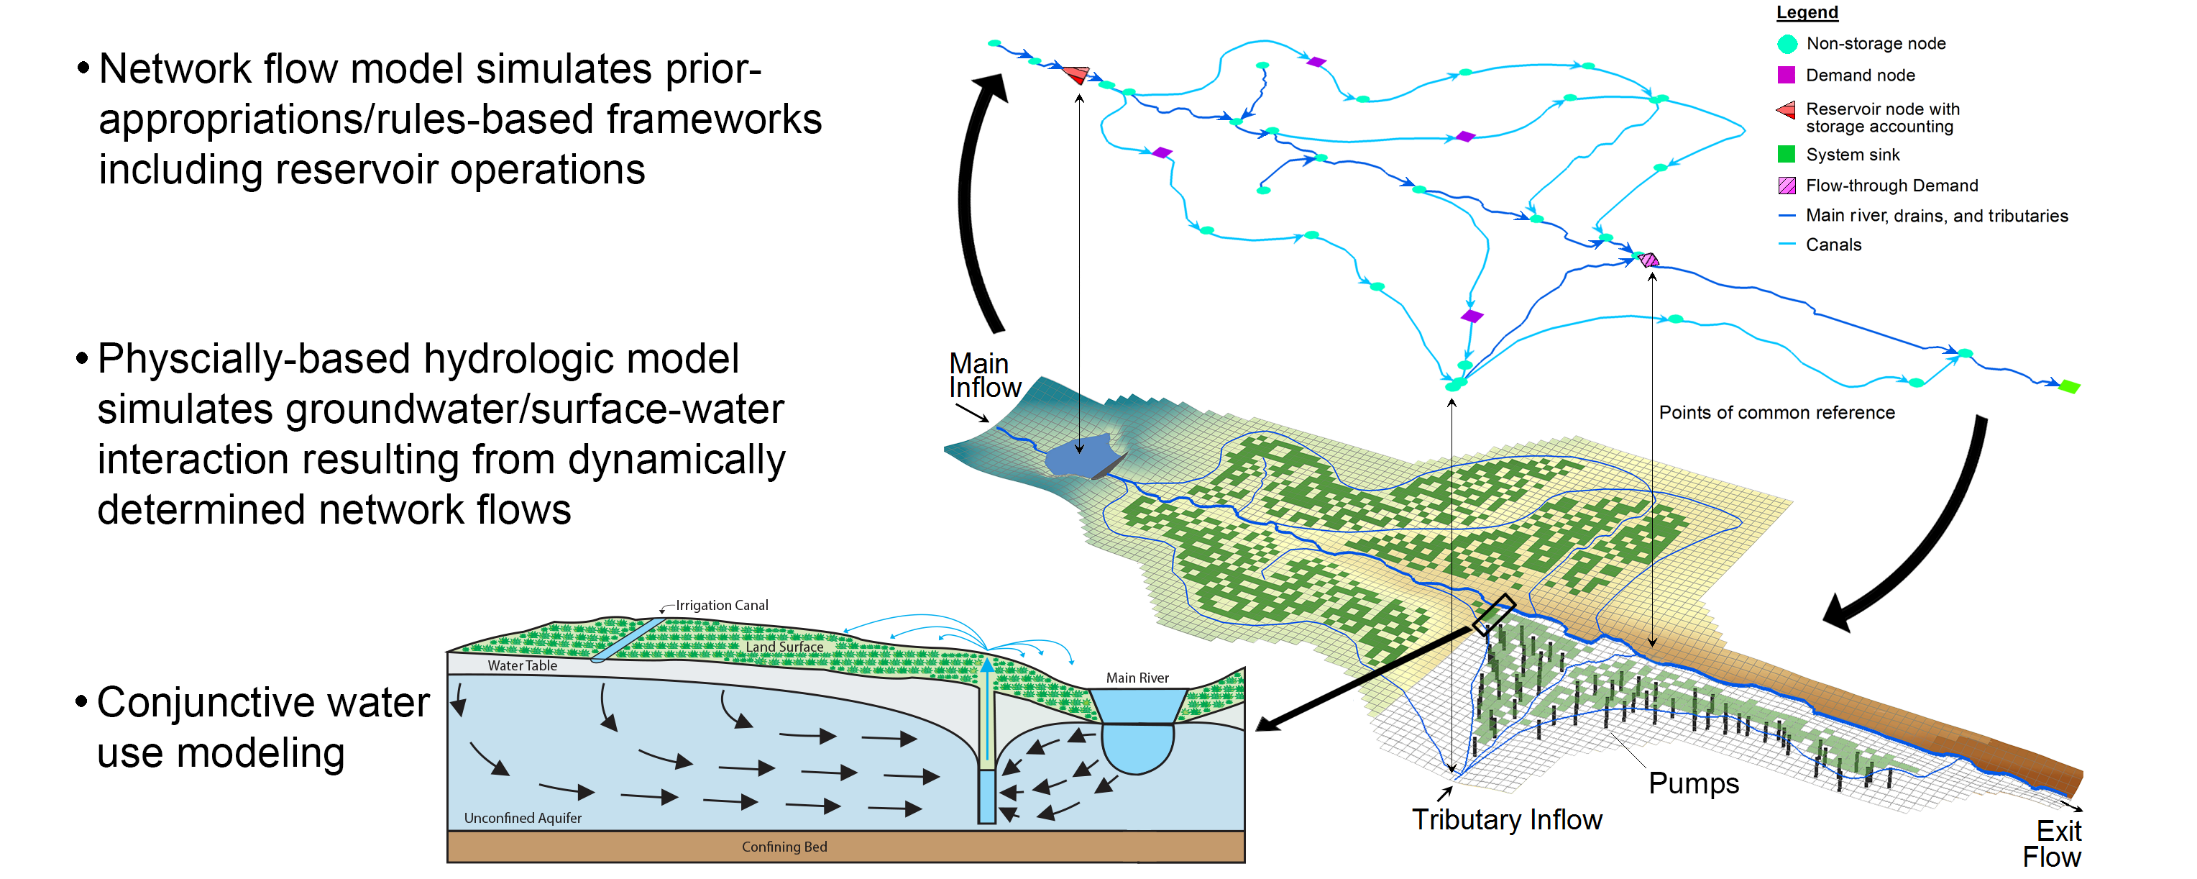 • Network flow model simulates prior-
appropriations/rules-based frameworks
including reservoir operations
• Physcially-based hydrologic model
simulates groundwater/surface-water
interaction resulting from dynamically
determined network flows
• Conjunctive water
use modeling
Legend
Non-storage node
Demand node
Reservoir node with
storage accounting
System sink
Flow-through Demand
Main river, drains, and tributaries
Canals
Main
Inflow
Points of common reference
Pumps
Tributary Inflow
Exit
Flow
Irrigation Canal
Land Surface
Water Table
Main River
Unconfined Aquifer
Confining Bed